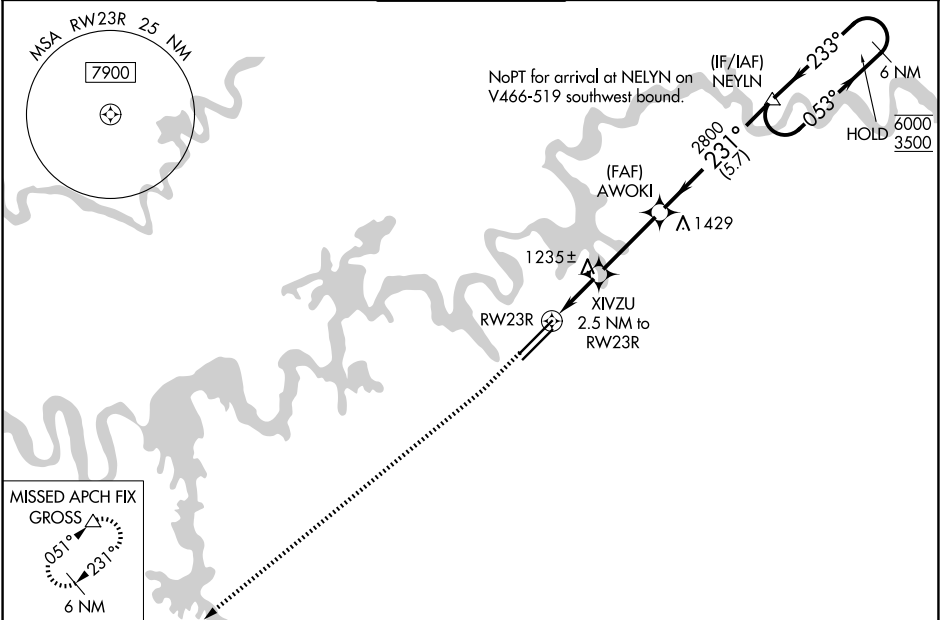 MSA RW23R 25 NM
7900
NoPT for arrival at NELYN on
V466-519 southwest bound.
(IF/IAF)
NEYLN
233°
053°
6 NM
HOLD
6000
3500
2800
231°
(5.7)
(FAF)
AWOKI
1429
1235±
XIVZU
2.5 NM to
RW23R
RW23R
MISSED APCH FIX
GROSS
051°
231°
6 NM